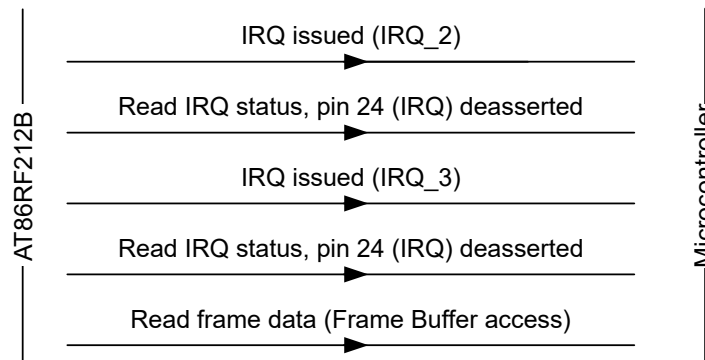 IRQ issued (IRQ_2)
Read IRQ status, pin 24 (IRQ) deasserted
IRQ issued (IRQ_3)
Read IRQ status, pin 24 (IRQ) deasserted
Read frame data (Frame Buffer access)
AT86RF212B
Microcontroller